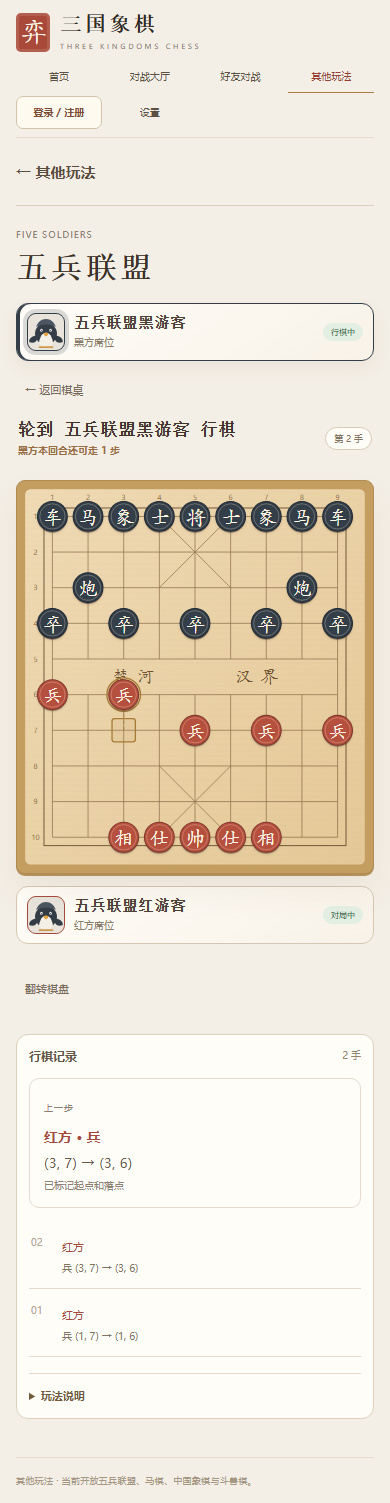 弈 三国象棋
THREE KINGDOMS CHESS
首页 对战大厅 好友对战 其他玩法
登录 / 注册 设置
← 其他玩法
FIVE SOLDIERS
五兵联盟
五兵联盟黑游客
黑方席位
行棋中
← 返回棋桌
轮到 五兵联盟黑游客 行棋
黑方本回合还可走 1 步
第 2 手
1 2 3 4 5 6 7 8 9
车 马 象 士 将 士 象 马 车
2
3 炮 炮
卒 卒 卒 卒 卒
5
楚 河 汉 界
6 兵 兵
7 兵 兵 兵
8
9
10 相 仕 帅 仕 相
五兵联盟红游客
红方席位
对局中
翻转棋盘
行棋记录 2 手
上一步
红方 • 兵
(3, 7) → (3, 6)
已标记起点和落点
02 红方
兵 (3, 7) → (3, 6)
01 红方
兵 (1, 7) → (1, 6)
▶ 玩法说明
其他玩法 · 当前开放五兵联盟、马棋、中国象棋与斗兽棋。